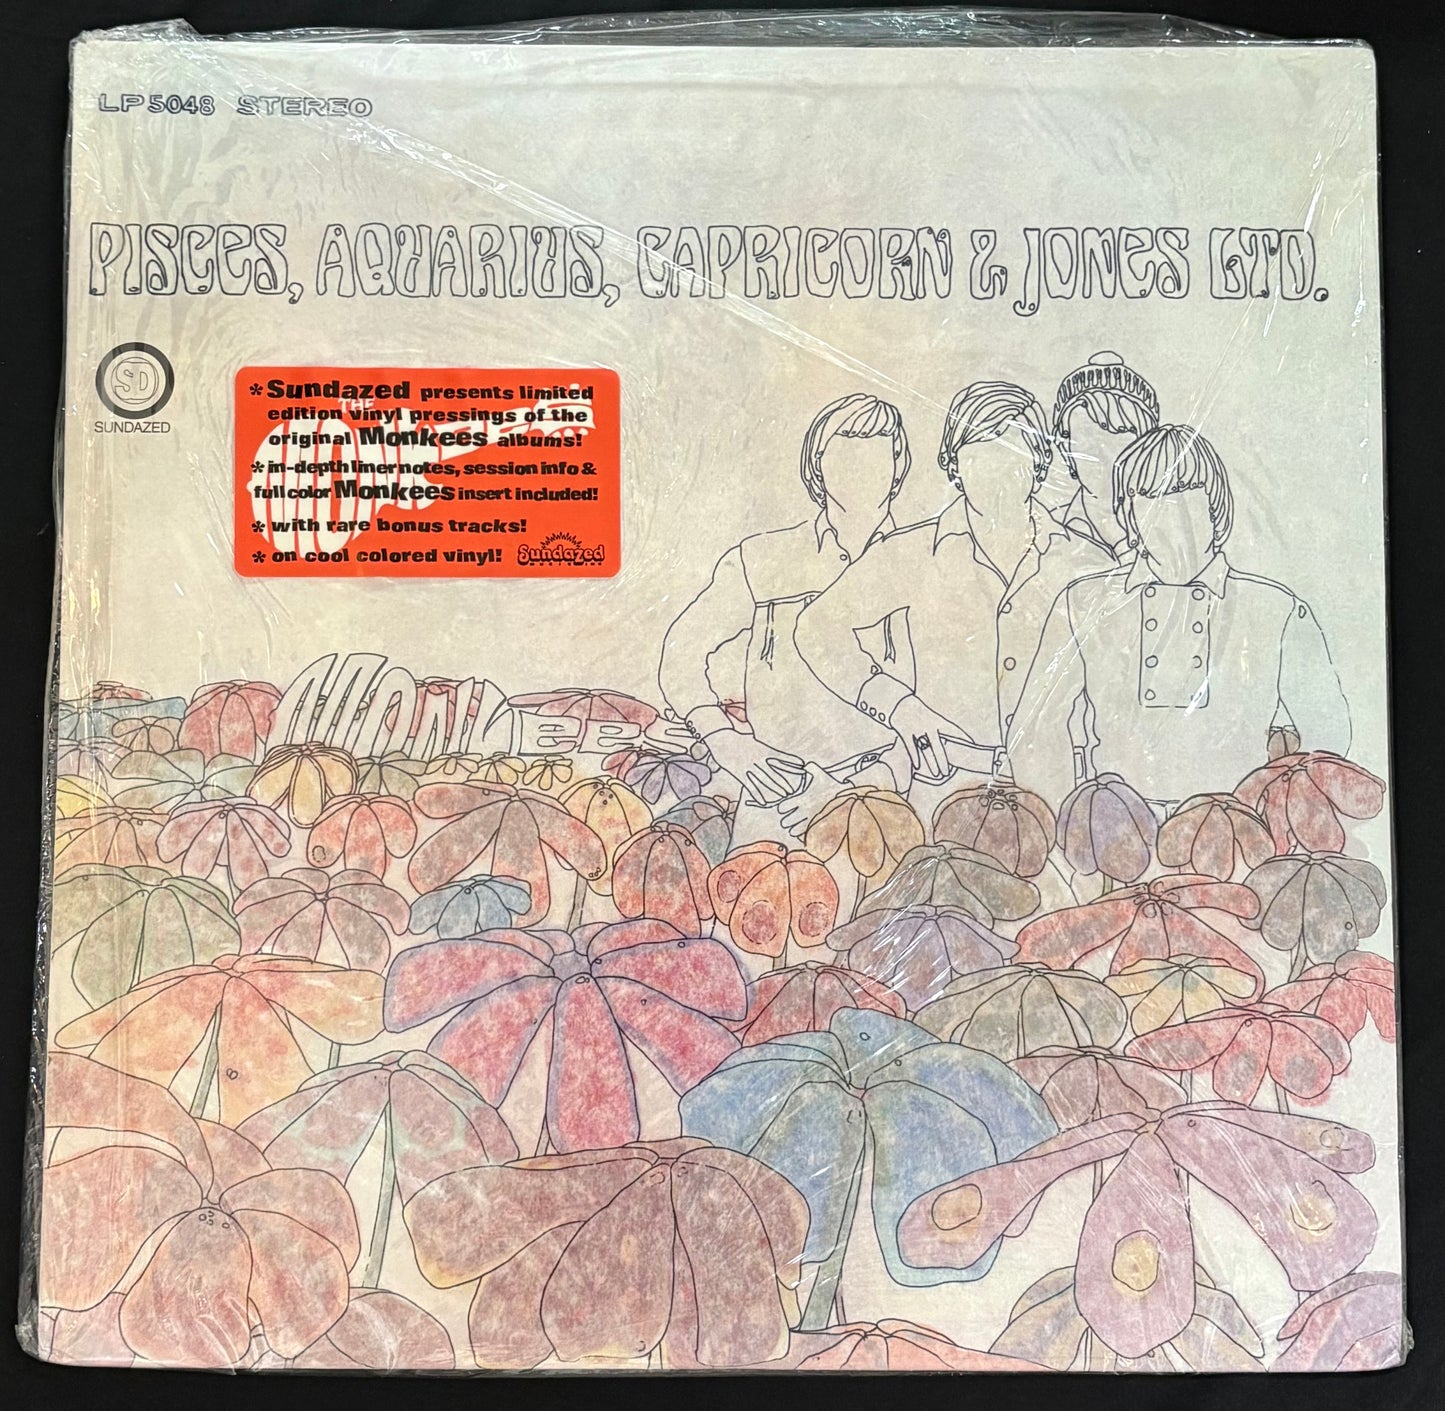 LP 5048 STEREO
PISCES, AQUARIUS, CAPRICORN & JONES LTD.
SD
SUNDAZED
* Sundazed presents limited
edition vinyl pressings of the
original Monkees albums!
* in-depth liner notes, session info &
full color Monkees insert included!
* with rare bonus tracks!
* on cool colored vinyl!
Sundazed
THE
MONKEES
MONKEES